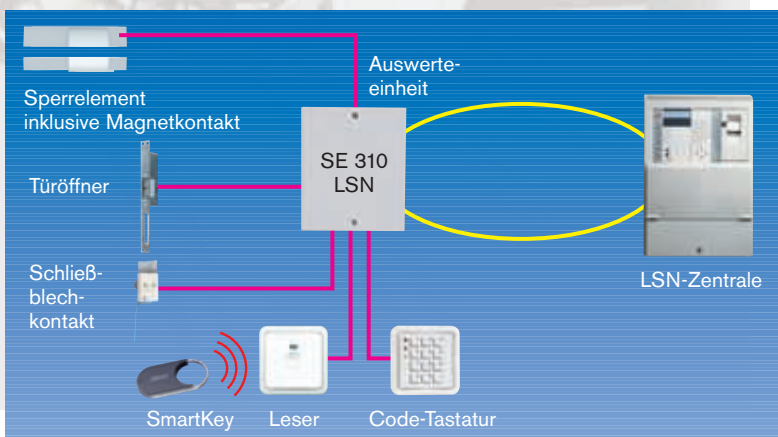 Auswerte-
einheit
Sperrelement
inklusive Magnetkontakt
SE 310
LSN
Türöffner
LSN-Zentrale
Schließ-
blech-
kontakt
SmartKey
Leser
Code-Tastatur